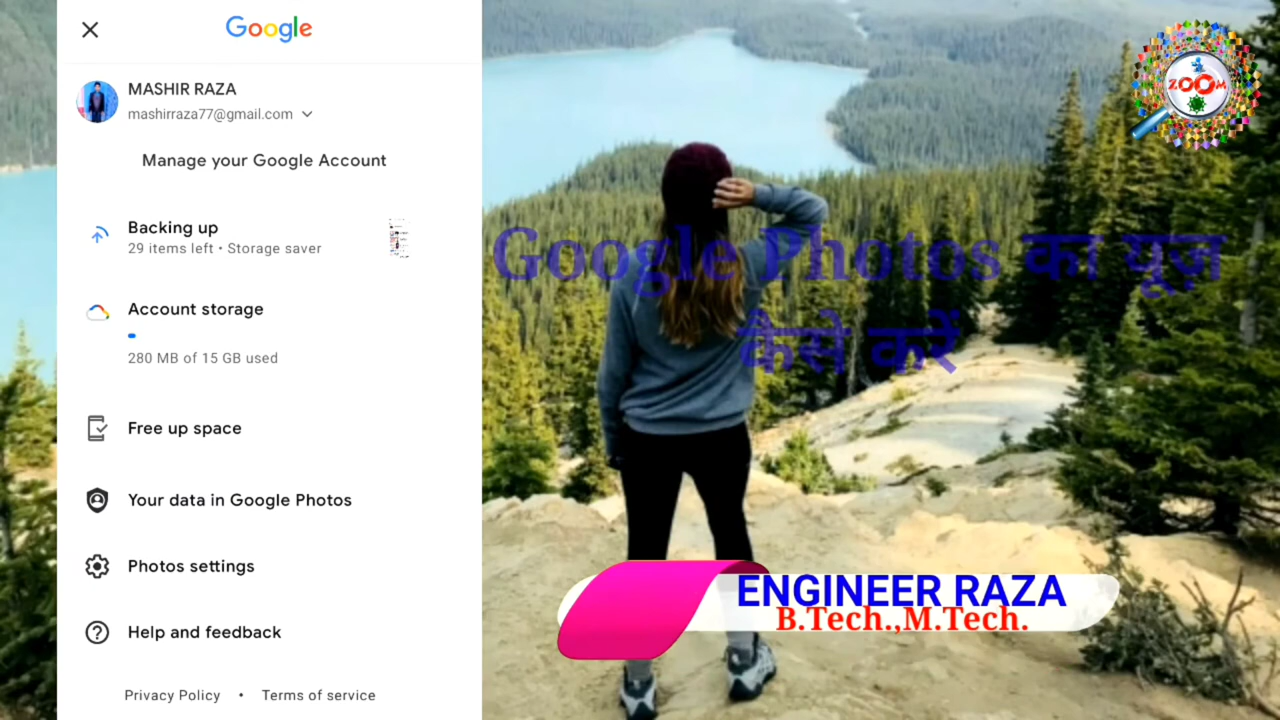 Google
MASHIR RAZA
mashirraza77@gmail.com
Manage your Google Account
Backing up
29 items left • Storage saver
Account storage
280 MB of 15 GB used
Free up space
Your data in Google Photos
Photos settings
Help and feedback
Privacy Policy • Terms of service
ZOOM
Google Photos का यूज़
कैसे करें
ENGINEER RAZA
B.Tech.,M.Tech.